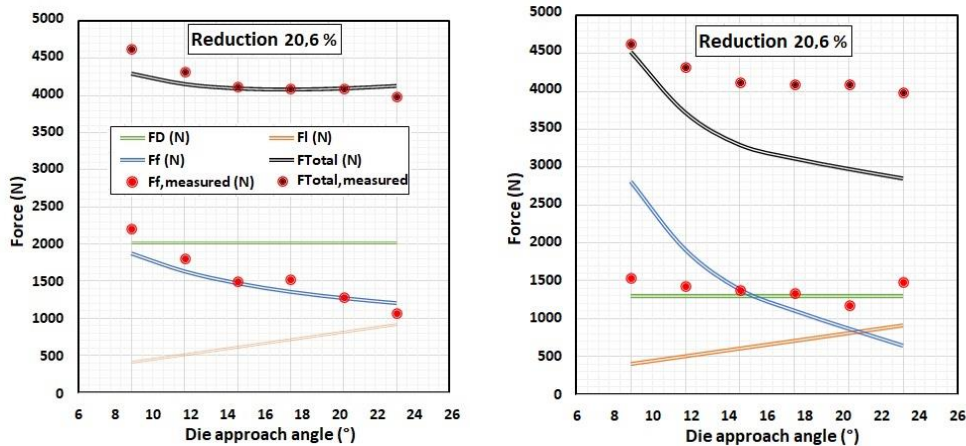 5000
4500
4000
3500
3000
2500
2000
1500
1000
500
0
Force (N)
Reduction 20,6 %
FD (N)
Fl (N)
Ff (N)
FTotal (N)
Ff,measured (N)
FTotal,measured
6 8 10 12 14 16 18 20 22 24 26
Die approach angle (°)
5000
4500
4000
3500
3000
2500
2000
1500
1000
500
0
Force (N)
Reduction 20,6 %
6 8 10 12 14 16 18 20 22 24 26
Die approach angle (°)